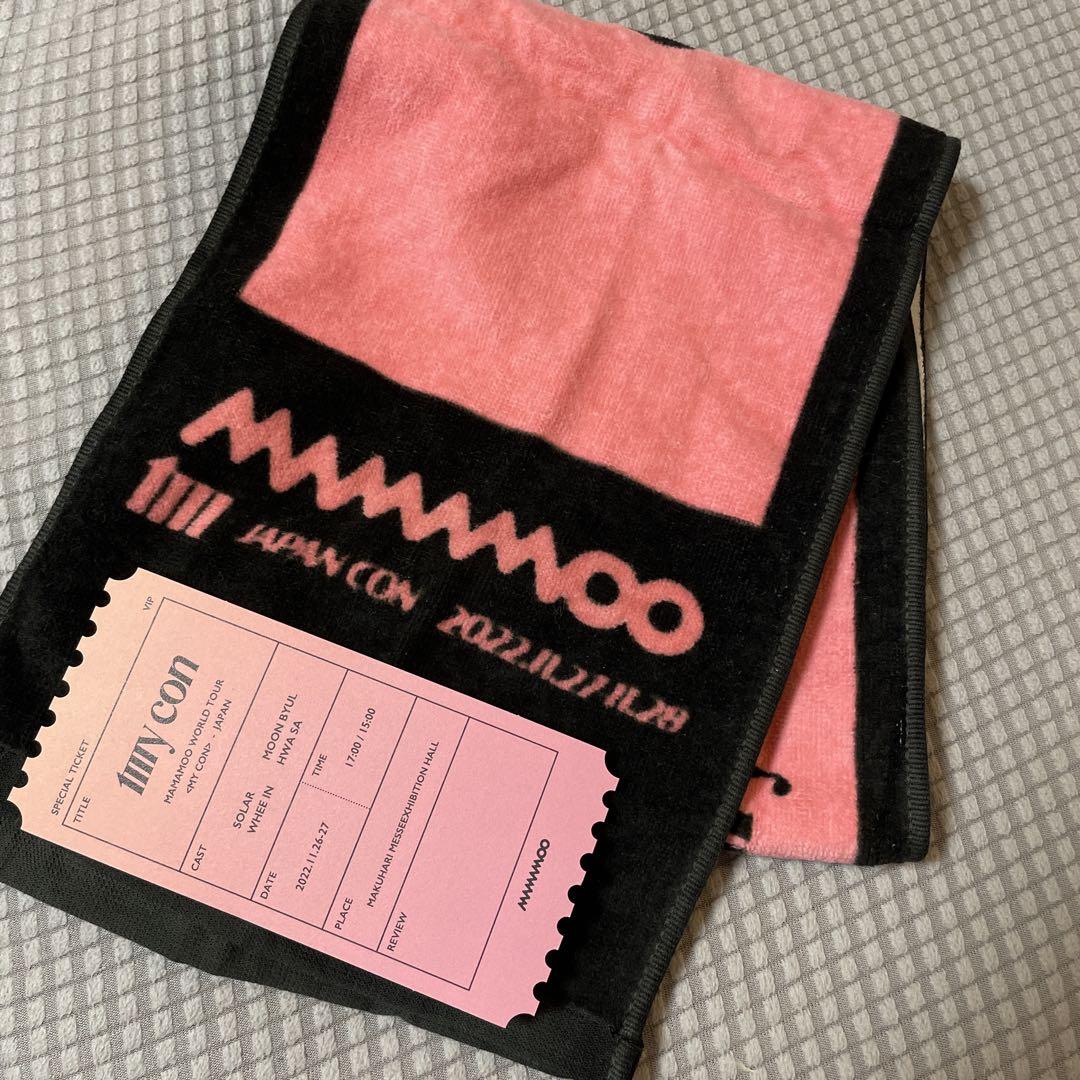 MAMAMOO
my JAPAN CON 2022.11.27/11.28
SPECIAL TICKET
VIP
TITLE
my con
MAMAMOO WORLD TOUR
<MY CON> - JAPAN
CAST
SOLAR
MOON BYUL
WHEE IN
HWA SA
DATE
2022.11.26-27
TIME
17:00 / 15:00
PLACE
MAKUHARI MESSEEXHIBITION HALL
REVIEW
MAMAMOO